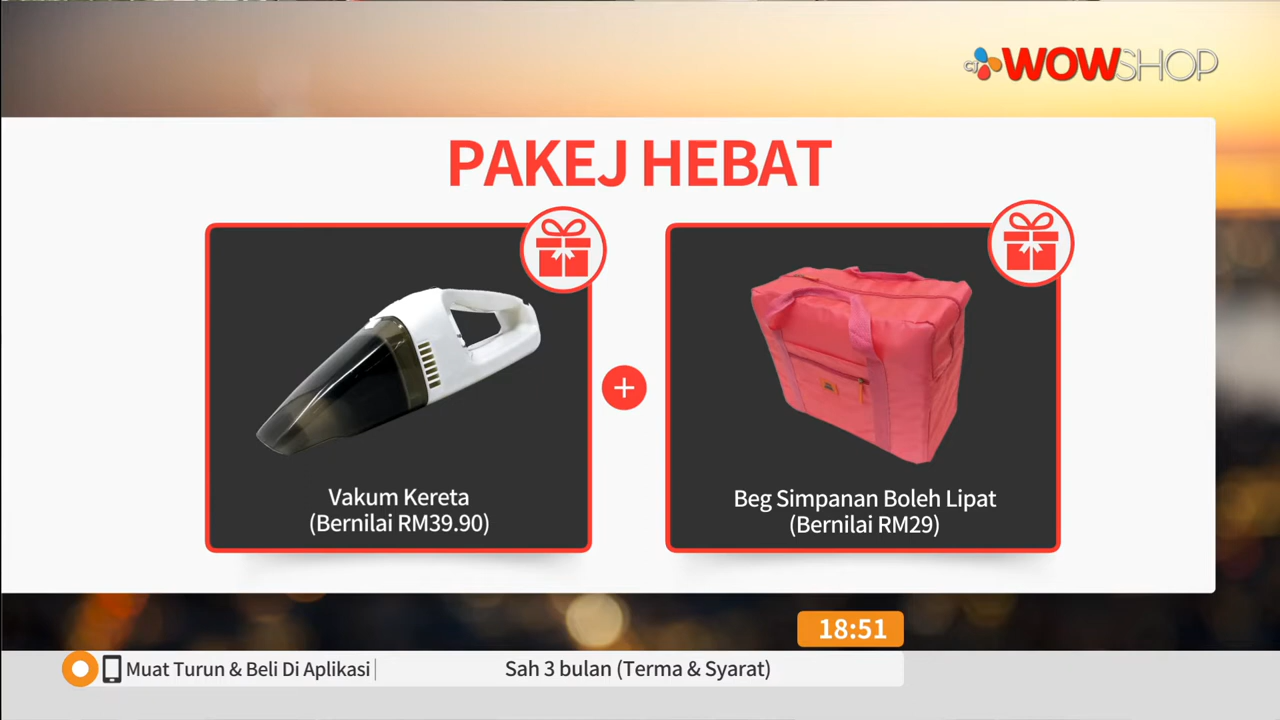 CJ WOWSHOP
PAKEJ HEBAT
Vakum Kereta
(Bernilai RM39.90)
Beg Simpanan Boleh Lipat
(Bernilai RM29)
18:51
Muat Turun & Beli Di Aplikasi
Sah 3 bulan (Terma & Syarat)